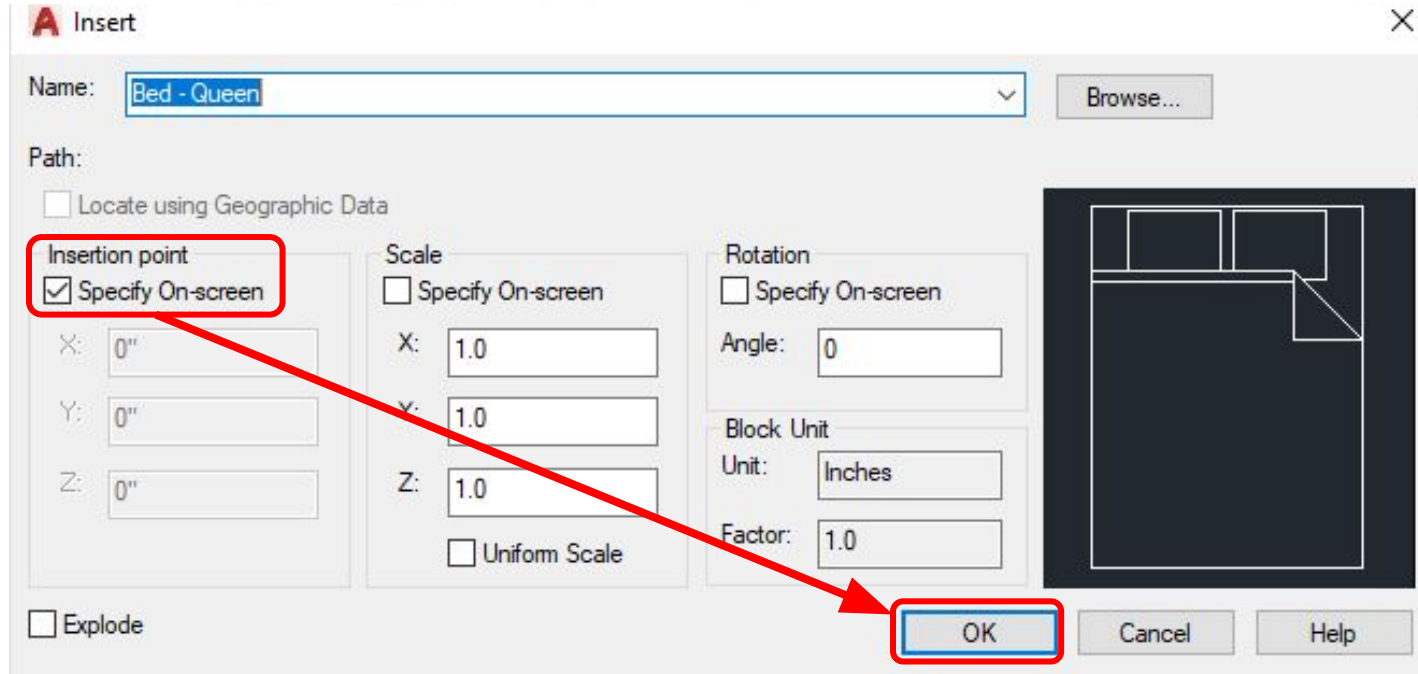 Insert
Name: Bed - Queen Browse...
Path:
Locate using Geographic Data
Insertion point Scale Rotation
Specify On-screen Specify On-screen Specify On-screen
X: 0" X: 1.0 Angle: 0
Y: 0" Y: 1.0 Block Unit
Z: 0" Z: 1.0 Unit: Inches
Uniform Scale Factor: 1.0
Explode OK Cancel Help